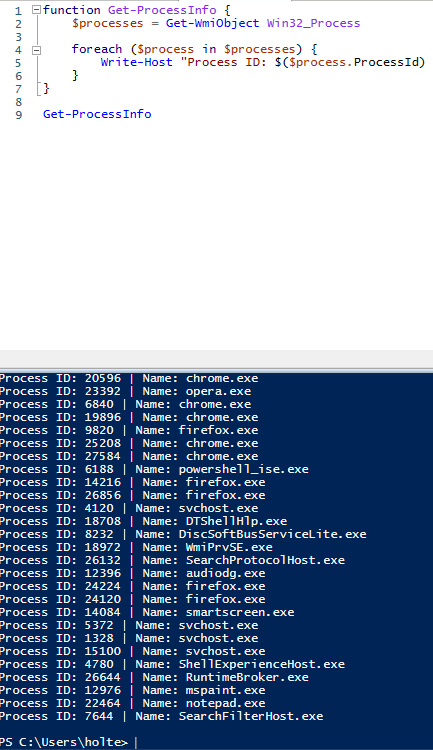 1 function Get-ProcessInfo {
2 $processes = Get-WmiObject Win32_Process
3
4 foreach ($process in $processes) {
5 Write-Host "Process ID: $($process.ProcessId)
6 }
7 }
8
9 Get-ProcessInfo
Process ID: 20596 | Name: chrome.exe
Process ID: 23392 | Name: opera.exe
Process ID: 6840 | Name: chrome.exe
Process ID: 19896 | Name: chrome.exe
Process ID: 9820 | Name: firefox.exe
Process ID: 25208 | Name: chrome.exe
Process ID: 27584 | Name: chrome.exe
Process ID: 6188 | Name: powershell_ise.exe
Process ID: 14216 | Name: firefox.exe
Process ID: 26856 | Name: firefox.exe
Process ID: 4120 | Name: svchost.exe
Process ID: 18708 | Name: DTShellHlp.exe
Process ID: 8232 | Name: DiscSoftBusServiceLite.exe
Process ID: 18972 | Name: WmiPrvSE.exe
Process ID: 26132 | Name: SearchProtocolHost.exe
Process ID: 12396 | Name: audiodg.exe
Process ID: 24224 | Name: firefox.exe
Process ID: 24120 | Name: firefox.exe
Process ID: 14084 | Name: smartscreen.exe
Process ID: 5372 | Name: svchost.exe
Process ID: 1328 | Name: svchost.exe
Process ID: 15100 | Name: svchost.exe
Process ID: 4780 | Name: ShellExperienceHost.exe
Process ID: 26644 | Name: RuntimeBroker.exe
Process ID: 12976 | Name: mspaint.exe
Process ID: 22464 | Name: notepad.exe
Process ID: 7644 | Name: SearchFilterHost.exe
PS C:\Users\holte>